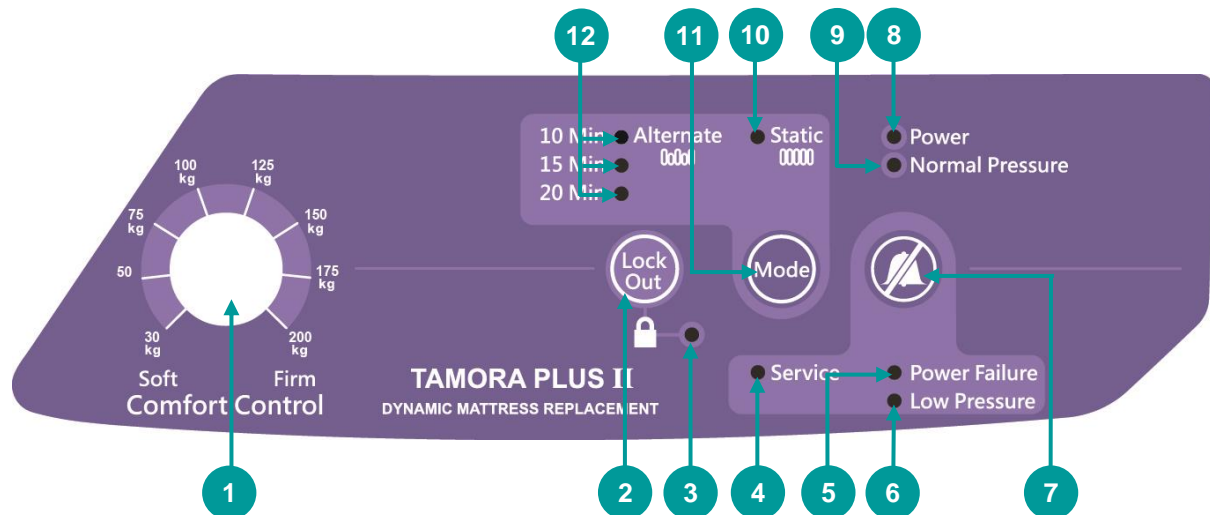 12 11 10 9 8
10 Min Alternate Static Power
15 Min Normal Pressure
20 Min
100 kg
125 kg
75 kg
150 kg
50
175 kg
30 kg
200 kg
Soft Firm
Comfort Control
Lock Out
Mode
TAMORA PLUS II
DYNAMIC MATTRESS REPLACEMENT
Service
Power Failure
Low Pressure
1 2 3 4 5 6 7